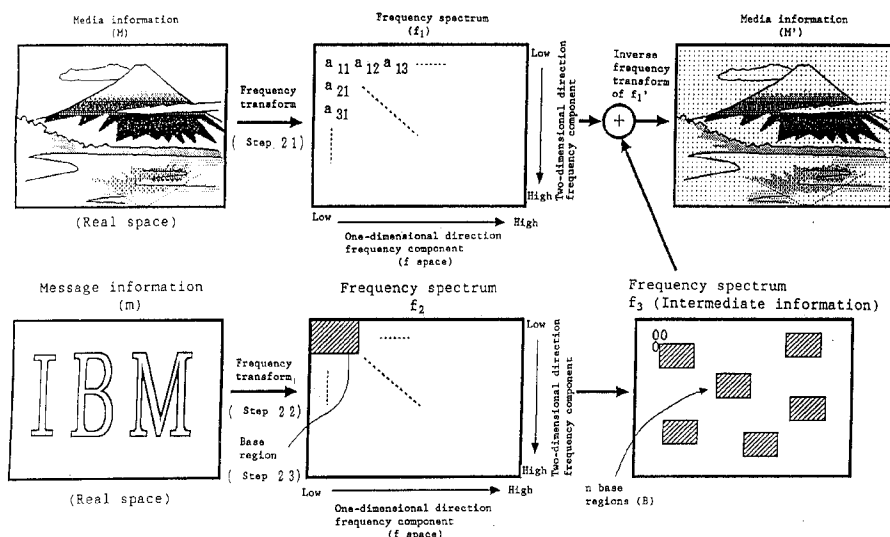 Media information
(M)
Frequency spectrum
(f1)
Media information
(M')
a11 a12 a13
a21
a31
Frequency
transform
( Step 21)
Low
High
Two-dimensional direction
frequency component
Inverse
frequency
transform
of f1'
+
(Real space)
Low
High
One-dimensional direction
frequency component
(f space)
Message information
(m)
Frequency spectrum
f2
Frequency spectrum
f3 (Intermediate information)
IBM
Frequency
transform
( Step 22)
Base
region
( Step 23)
Low
High
Two-dimensional direction
frequency component
00
0
n base
regions (B)
(Real space)
Low
High
One-dimensional direction
frequency component
(f space)